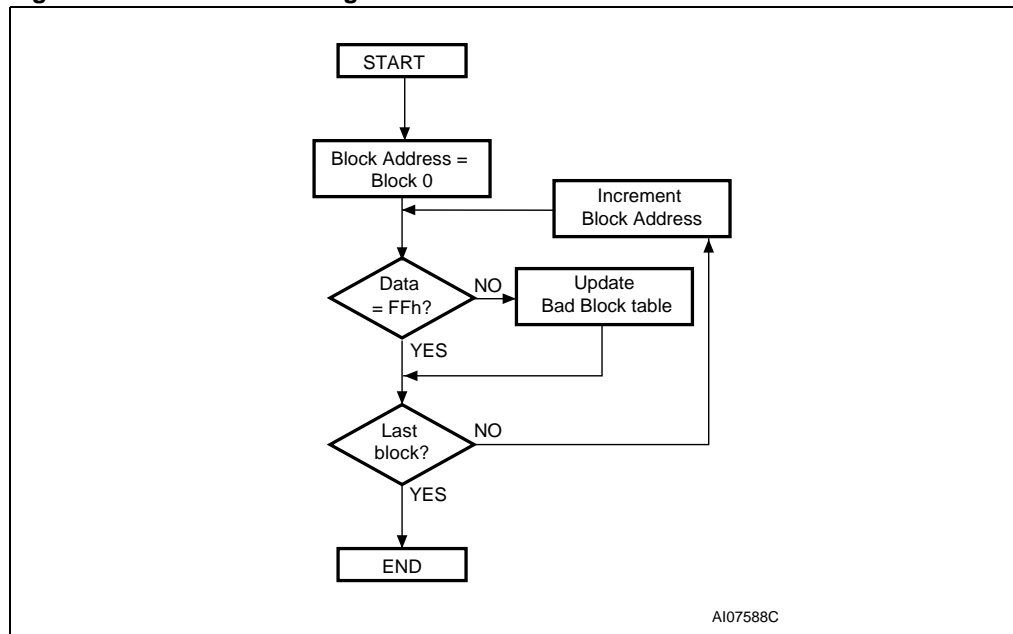 START
Block Address =
Block 0
Increment
Block Address
Data
= FFh?
NO
Update
Bad Block table
YES
Last
block?
NO
YES
END
AI07588C